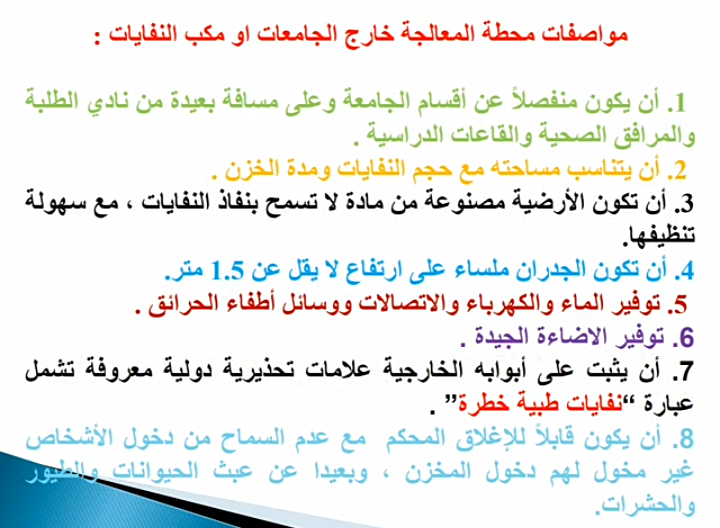 مواصفات محطة المعالجة خارج الجامعات او مكب النفايات :
1. أن يكون منفصلاً عن أقسام الجامعة وعلى مسافة بعيدة من نادي الطلبة
والمرافق الصحية والقاعات الدراسية .
2. أن يتناسب مساحته مع حجم النفايات ومدة الخزن .
3. أن تكون الأرضية مصنوعة من مادة لا تسمح بنفاذ النفايات ، مع سهولة
تنظيفها.
4. أن تكون الجدران ملساء على ارتفاع لا يقل عن 1.5 متر.
5. توفير الماء والكهرباء والاتصالات ووسائل أطفاء الحرائق .
6. توفير الاضاءة الجيدة .
7. أن يثبت على أبوابه الخارجية علامات تحذيرية دولية معروفة تشمل
عبارة “نفايات طبية خطرة” .
8. أن يكون قابلاً للإغلاق المحكم مع عدم السماح من دخول الأشخاص
غير مخول لهم دخول المخزن ، وبعيدا عن عبث الحيوانات والطيور
والحشرات.